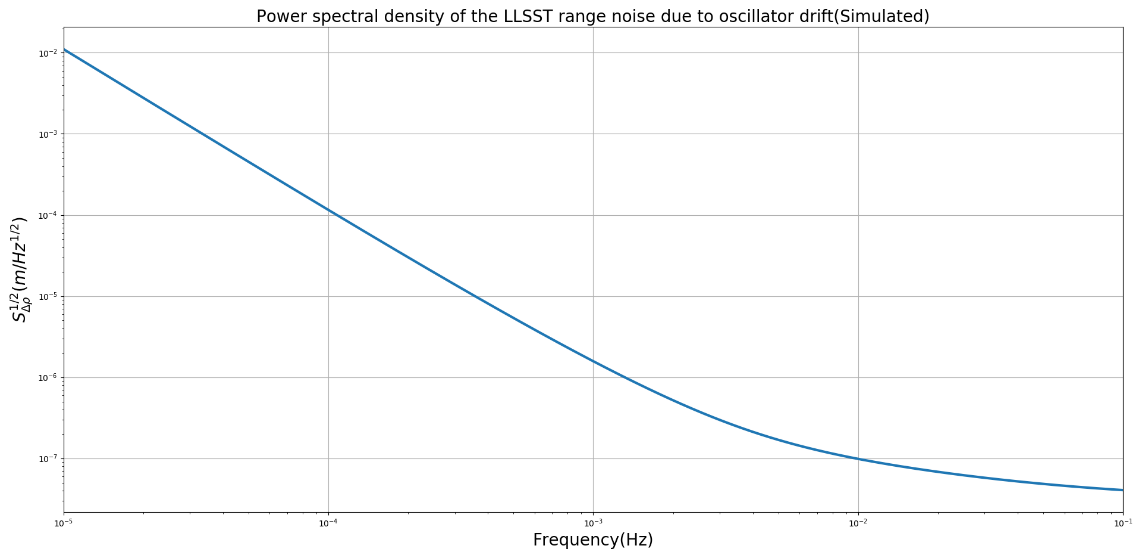 Power spectral density of the LLSST range noise due to oscillator drift(Simulated)
S_{Δρ}^{1/2}(m/Hz^{1/2})
10⁻²
10⁻³
10⁻⁴
10⁻⁵
10⁻⁶
10⁻⁷
10⁻⁵ 10⁻⁴ 10⁻³ 10⁻² 10⁻¹
Frequency(Hz)